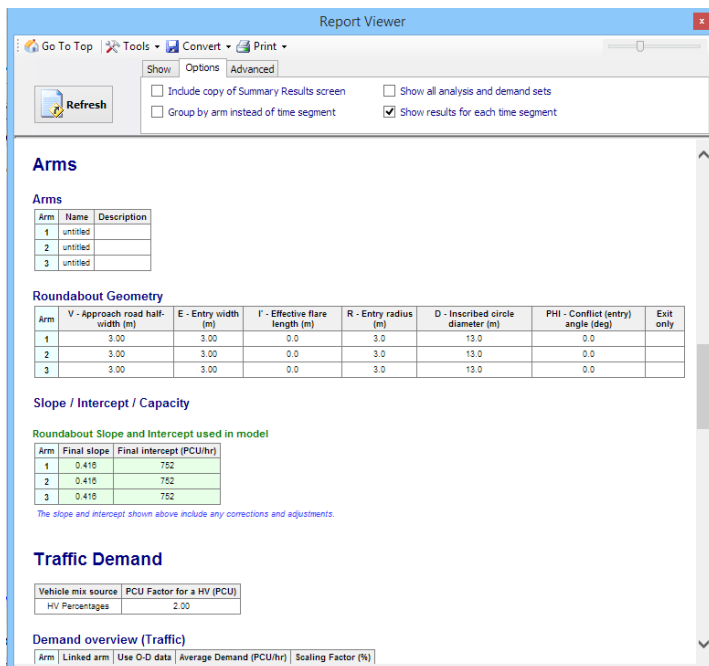 Report Viewer
x
Go To Top Tools Convert Print
Show Options Advanced
Refresh
Include copy of Summary Results screen Show all analysis and demand sets
Group by arm instead of time segment Show results for each time segment
Arms
Arms
Arm Name Description
1 untitled
2 untitled
3 untitled
Roundabout Geometry
Arm V - Approach road half-width (m) E - Entry width (m) l' - Effective flare length (m) R - Entry radius (m) D - Inscribed circle diameter (m) PHI - Conflict (entry) angle (deg) Exit only
1 3.00 3.00 0.0 3.0 13.0 0.0
2 3.00 3.00 0.0 3.0 13.0 0.0
3 3.00 3.00 0.0 3.0 13.0 0.0
Slope / Intercept / Capacity
Roundabout Slope and Intercept used in model
Arm Final slope Final intercept (PCU/hr)
1 0.416 752
2 0.416 752
3 0.416 752
The slope and intercept shown above include any corrections and adjustments.
Traffic Demand
Vehicle mix source PCU Factor for a HV (PCU)
HV Percentages 2.00
Demand overview (Traffic)
Arm Linked arm Use O-D data Average Demand (PCU/hr) Scaling Factor (%)